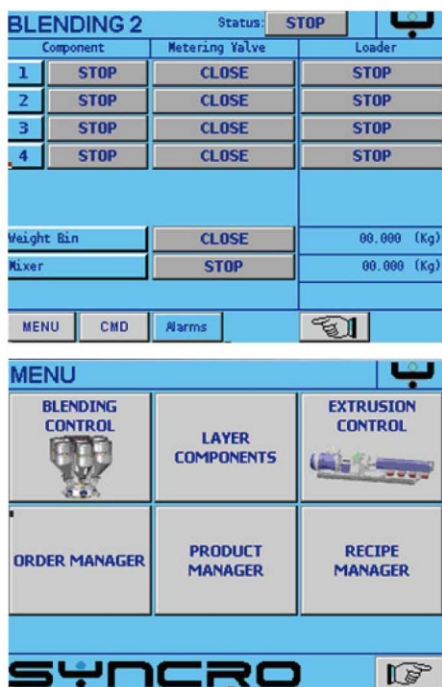 BLENDING 2 Status: STOP
Component Metering Valve Loader
1 STOP CLOSE STOP
2 STOP CLOSE STOP
3 STOP CLOSE STOP
4 STOP CLOSE STOP
Weight Bin CLOSE 00.000 (Kg)
Mixer STOP 00.000 (Kg)
MENU CMD Alarms
MENU
BLENDING
CONTROL
LAYER
COMPONENTS
EXTRUSION
CONTROL
ORDER MANAGER
PRODUCT
MANAGER
RECIPE
MANAGER
SYNCRO